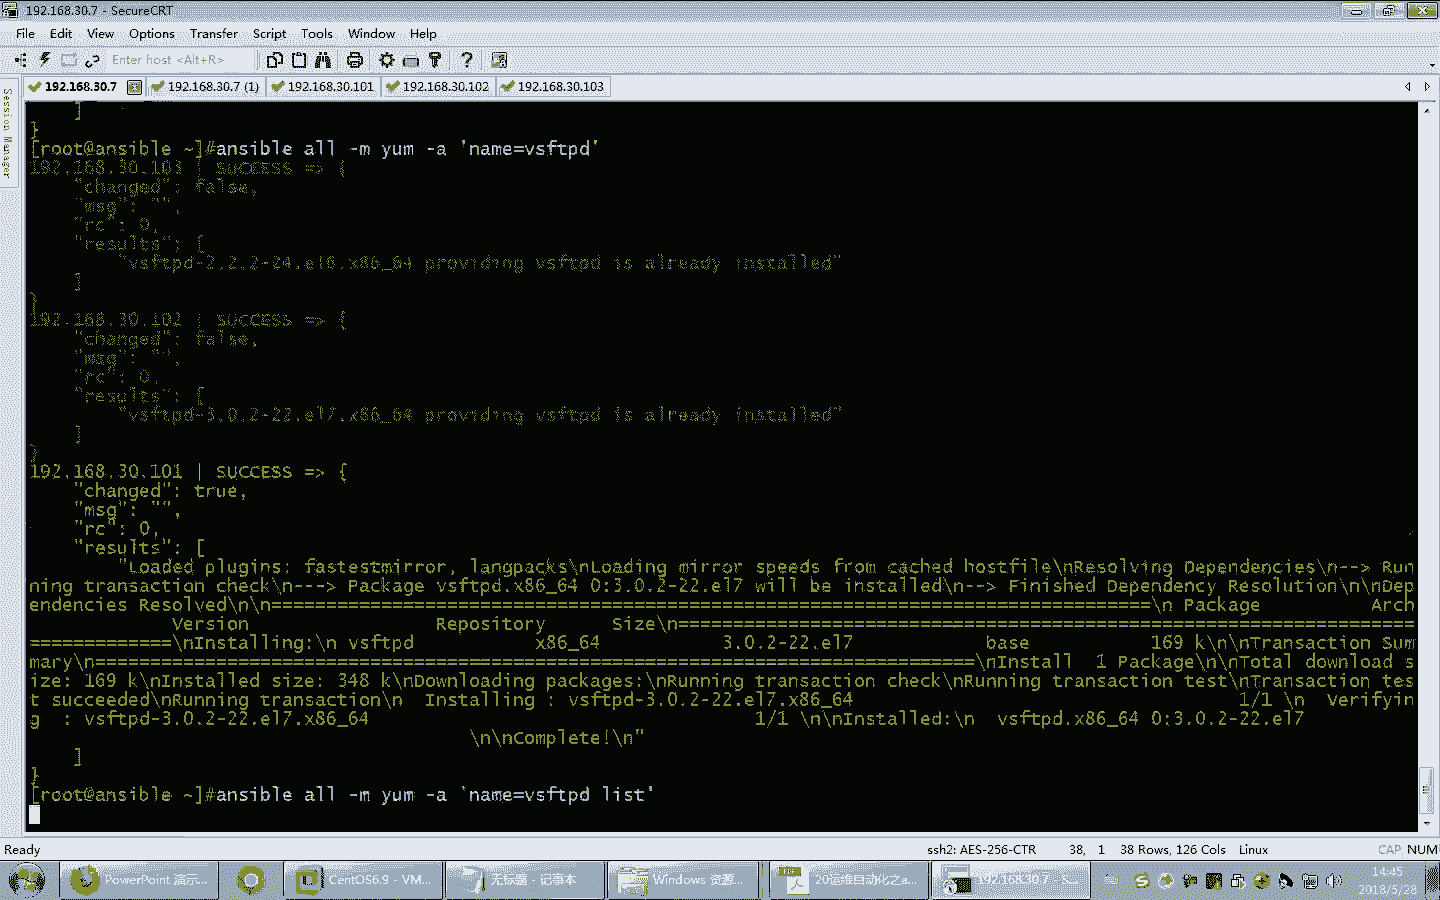 192.168.30.7 - SecureCRT
File Edit View Options Transfer Script Tools Window Help
Enter host <Alt+R>
192.168.30.7 192.168.30.7 (1) 192.168.30.101 192.168.30.102 192.168.30.103
Session Manager
]
}
[root@ansible ~]#ansible all -m yum -a 'name=vsftpd'
192.168.30.103 | SUCCESS => {
"changed": false,
"msg": "",
"rc": 0,
"results": [
"vsftpd-2.2.2-24.el6.x86_64 providing vsftpd is already installed"
]
}
192.168.30.102 | SUCCESS => {
"changed": false,
"msg": "",
"rc": 0,
"results": [
"vsftpd-3.0.2-22.el7.x86_64 providing vsftpd is already installed"
]
}
192.168.30.101 | SUCCESS => {
"changed": true,
"msg": "",
"rc": 0,
"results": [
"Loaded plugins: fastestmirror, langpacks\nLoading mirror speeds from cached hostfile\nResolving Dependencies\n--> Run
ning transaction check\n---> Package vsftpd.x86_64 0:3.0.2-22.el7 will be installed\n--> Finished Dependency Resolution\n\nDep
endencies Resolved\n\n================================================================================\n Package Arch
Version Repository Size\n===================================================================
=============\nInstalling:\n vsftpd x86_64 3.0.2-22.el7 base 169 k\n\nTransaction Sum
mary\n================================================================================\nInstall  1 Package\n\nTotal download s
ize: 169 k\nInstalled size: 348 k\nDownloading packages:\nRunning transaction check\nRunning transaction test\nTransaction tes
t succeeded\nRunning transaction\n  Installing : vsftpd-3.0.2-22.el7.x86_64 1/1 \n  Verifyin
g  : vsftpd-3.0.2-22.el7.x86_64 1/1 \n\nInstalled:\n  vsftpd.x86_64 0:3.0.2-22.el7
\n\nComplete!\n"
]
}
[root@ansible ~]#ansible all -m yum -a 'name=vsftpd list'
Ready ssh2: AES-256-CTR 38, 1 38 Rows, 126 Cols Linux CAP NUM
PowerPoint 演示... CentOS6.9 - VM... 无标题 - 记事本 Windows 资源... 20运维自动化之a... 192.168.30.7 - S... 14:45
2018/5/28